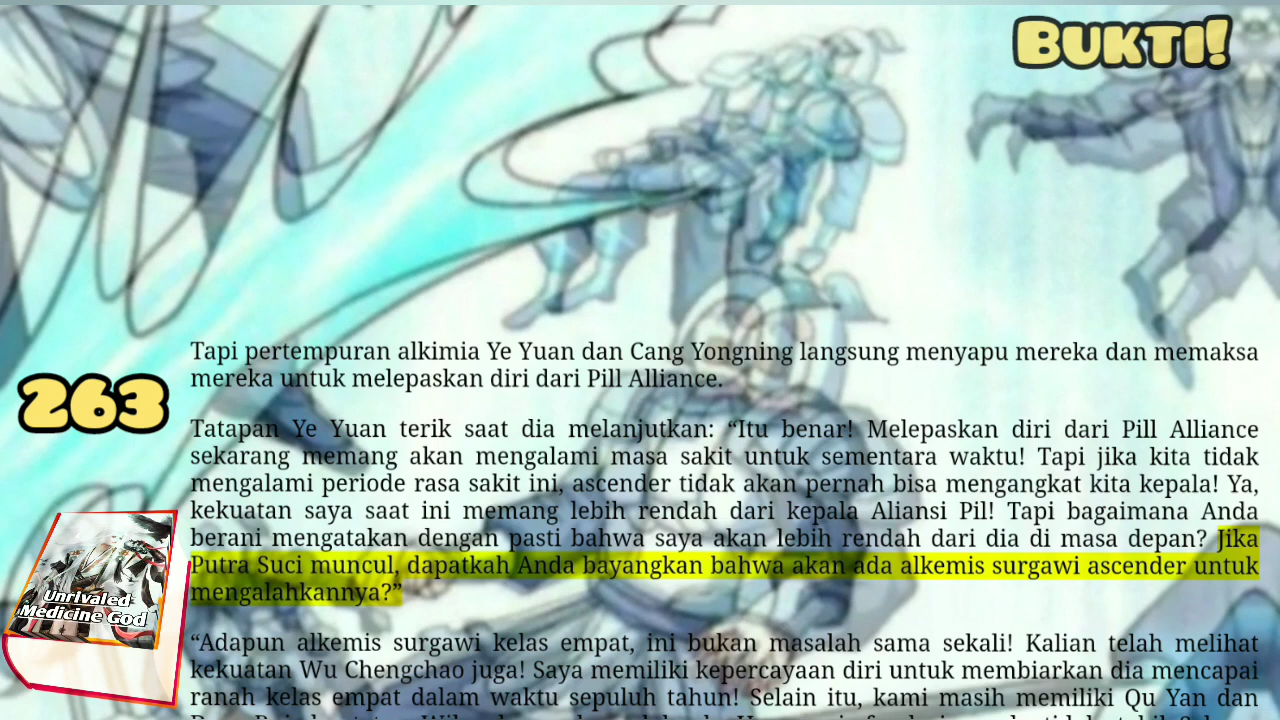 BUKTI!
Tapi pertempuran alkimia Ye Yuan dan Cang Yongning langsung menyapu mereka dan memaksa
mereka untuk melepaskan diri dari Pill Alliance.
263
Tatapan Ye Yuan terik saat dia melanjutkan: “Itu benar! Melepaskan diri dari Pill Alliance
sekarang memang akan mengalami masa sakit untuk sementara waktu! Tapi jika kita tidak
mengalami periode rasa sakit ini, ascender tidak akan pernah bisa mengangkat kita kepala! Ya,
kekuatan saya saat ini memang lebih rendah dari kepala Aliansi Pil! Tapi bagaimana Anda
berani mengatakan dengan pasti bahwa saya akan lebih rendah dari dia di masa depan? Jika
Putra Suci muncul, dapatkah Anda bayangkan bahwa akan ada alkemis surgawi ascender untuk
mengalahkannya?”
Unrivaled
Medicine God
“Adapun alkemis surgawi kelas empat, ini bukan masalah sama sekali! Kalian telah melihat
kekuatan Wu Chengchao juga! Saya memiliki kepercayaan diri untuk membiarkan dia mencapai
ranah kelas empat dalam waktu sepuluh tahun! Selain itu, kami masih memiliki Qu Yan dan